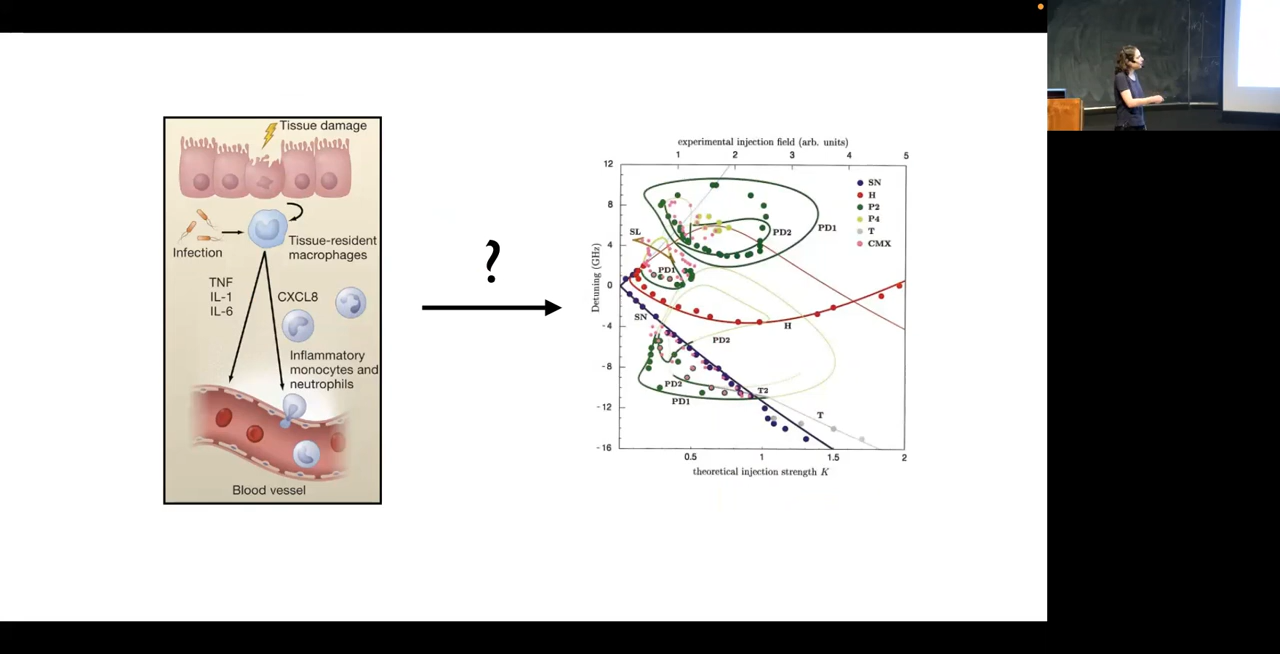 Tissue damage
Infection
Tissue-resident
macrophages
TNF
IL-1
IL-6
CXCL8
Inflammatory
monocytes and
neutrophils
Blood vessel
?
experimental injection field (arb. units)
1 2 3 4 5
12
8
4
0
-4
-8
-12
-16
Detuning (GHz)
SN
H
P2
P4
T
CMX
SL
PD2
PD1
PD1
SN
H
PD2
PD2
PD1
T2
T
0.5 1 1.5 2
theoretical injection strength K